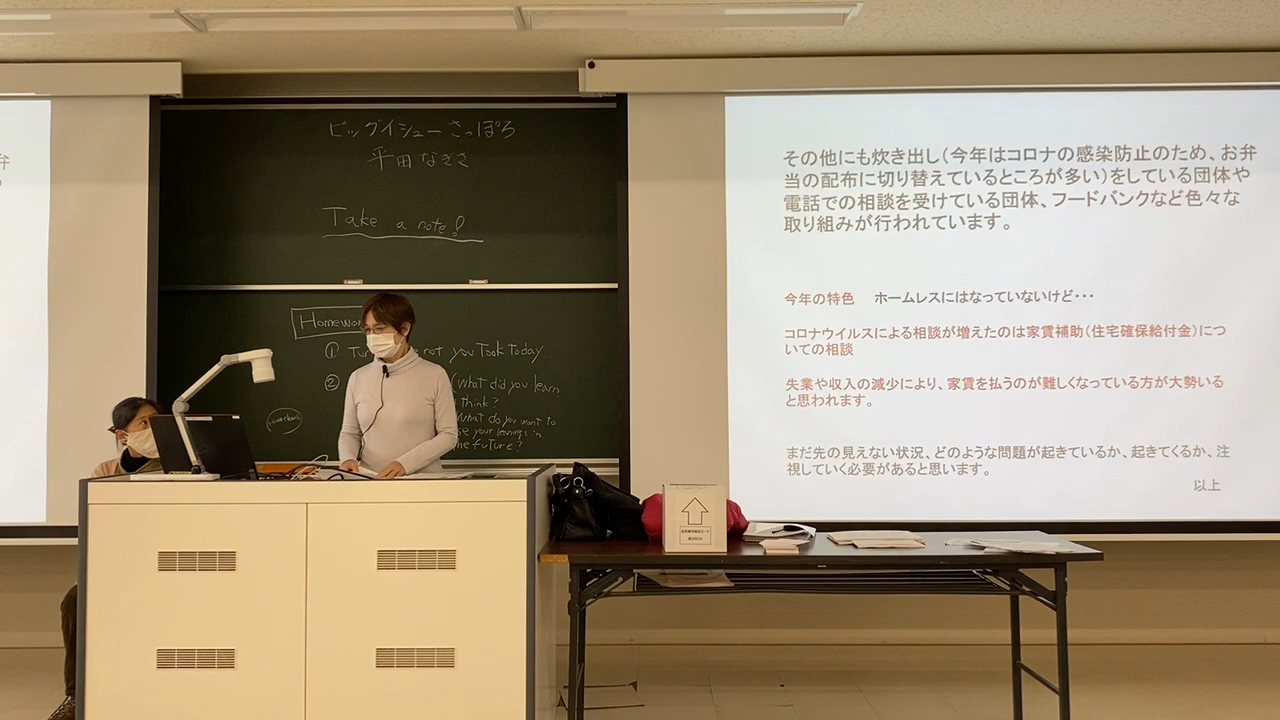 ビッグイシューさっぽろ
平田なぎさ
Take a note!
Homewo
① Tu not you Took Today
② (What did you learn
think?
What do you want to
se your learnings in
the future?
弁
その他にも炊き出し(今年はコロナの感染防止のため、お弁
当の配布に切り替えているところが多い)をしている団体や
電話での相談を受けている団体、フードバンクなど色々な
取り組みが行われています。
今年の特色 ホームレスにはなっていないけど・・・
コロナウイルスによる相談が増えたのは家賃補助(住宅確保給付金)につ
いての相談
失業や収入の減少により、家賃を払うのが難しくなっている方が大勢いる
と思われます。
まだ先の見えない状況、どのような問題が起きているか、起きてくるか、注
視していく必要があると思います。
以上